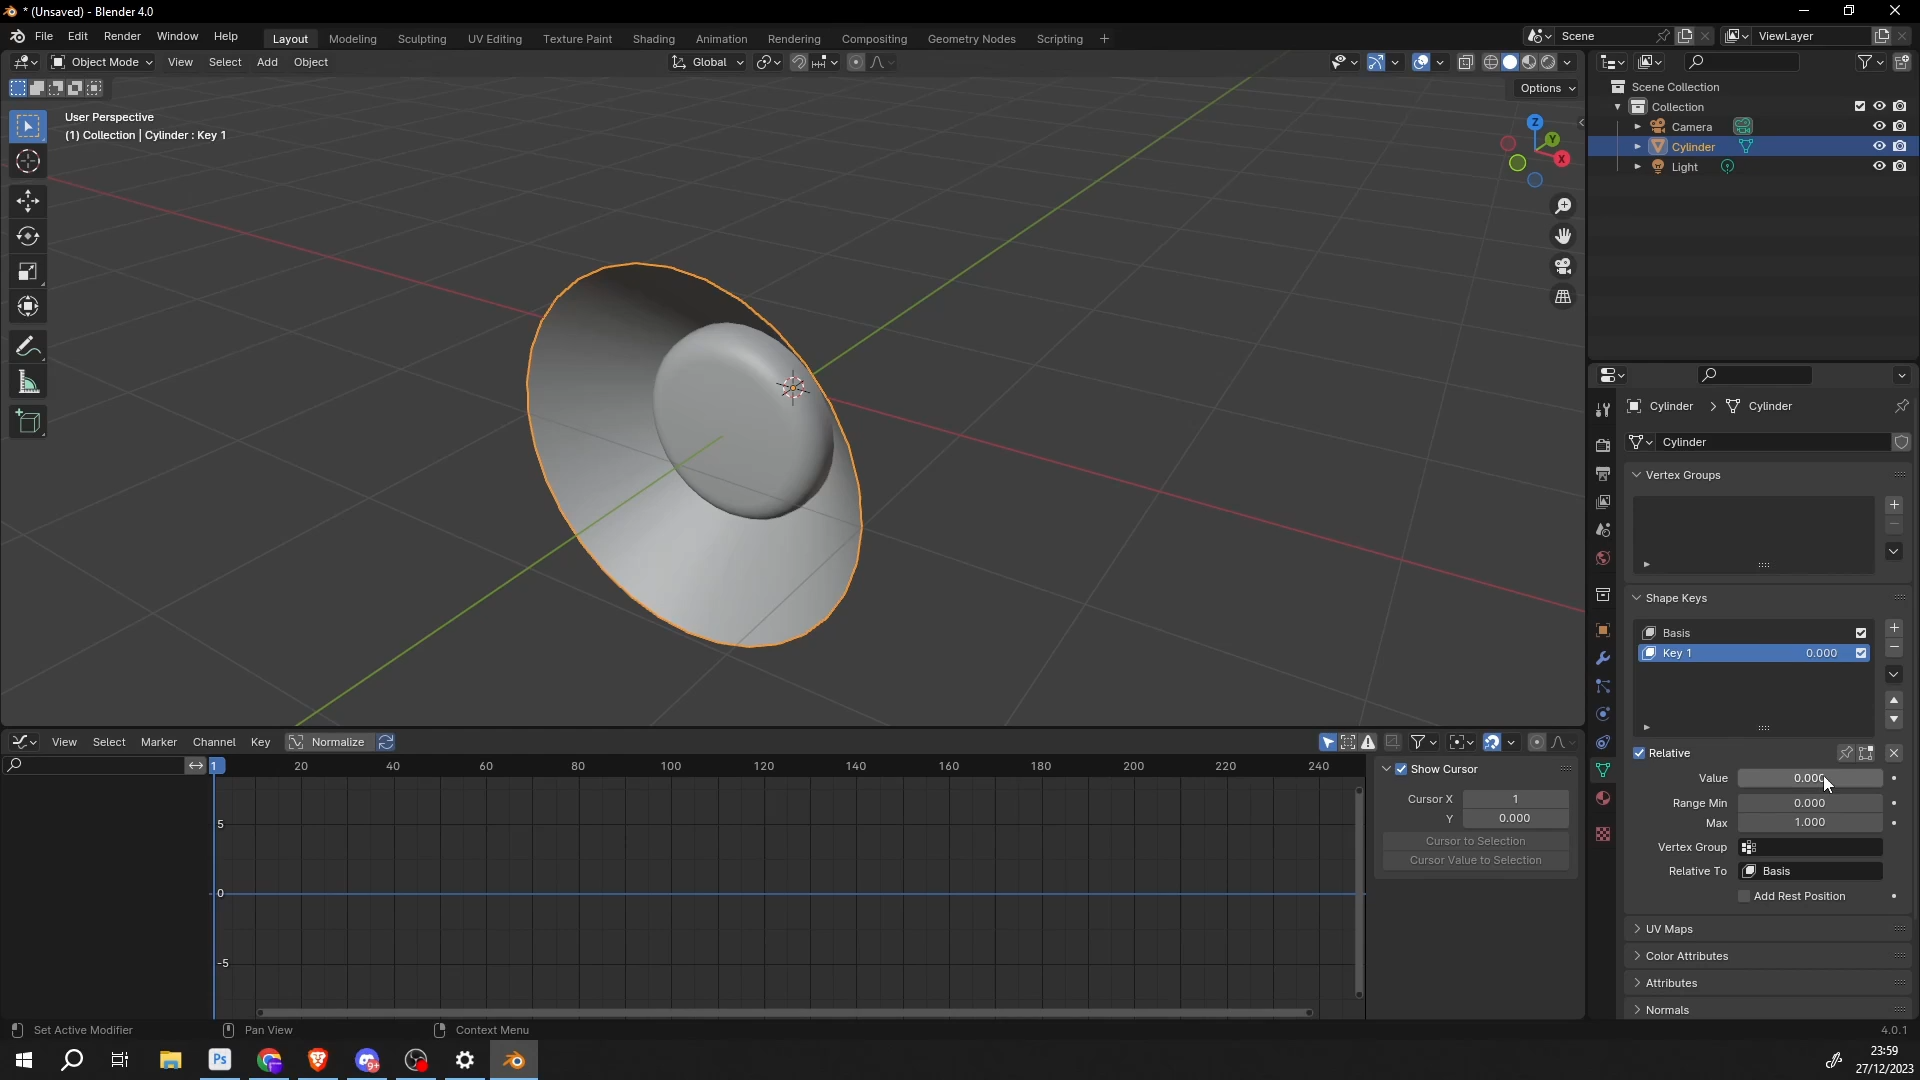 * (Unsaved) - Blender 4.0
File Edit Render Window Help
Layout Modeling Sculpting UV Editing Texture Paint Shading Animation Rendering Compositing Geometry Nodes Scripting +
Scene
ViewLayer
Object Mode View Select Add Object
Global
Options
User Perspective
(1) Collection | Cylinder : Key 1
Z
Y
X
Scene Collection
Collection
Camera
Cylinder
Light
Cylinder > Cylinder
Cylinder
Vertex Groups
Shape Keys
Basis
Key 1 0.000
Relative
Value 0.000
Range Min 0.000
Max 1.000
Vertex Group
Relative To Basis
Add Rest Position
UV Maps
Color Attributes
Attributes
Normals
View Select Marker Channel Key Normalize
1 20 40 60 80 100 120 140 160 180 200 220 240
5
0
-5
Show Cursor
Cursor X 1
Y 0.000
Cursor to Selection
Cursor Value to Selection
Set Active Modifier
Pan View
Context Menu
4.0.1
Ps
9+
23:59
27/12/2023